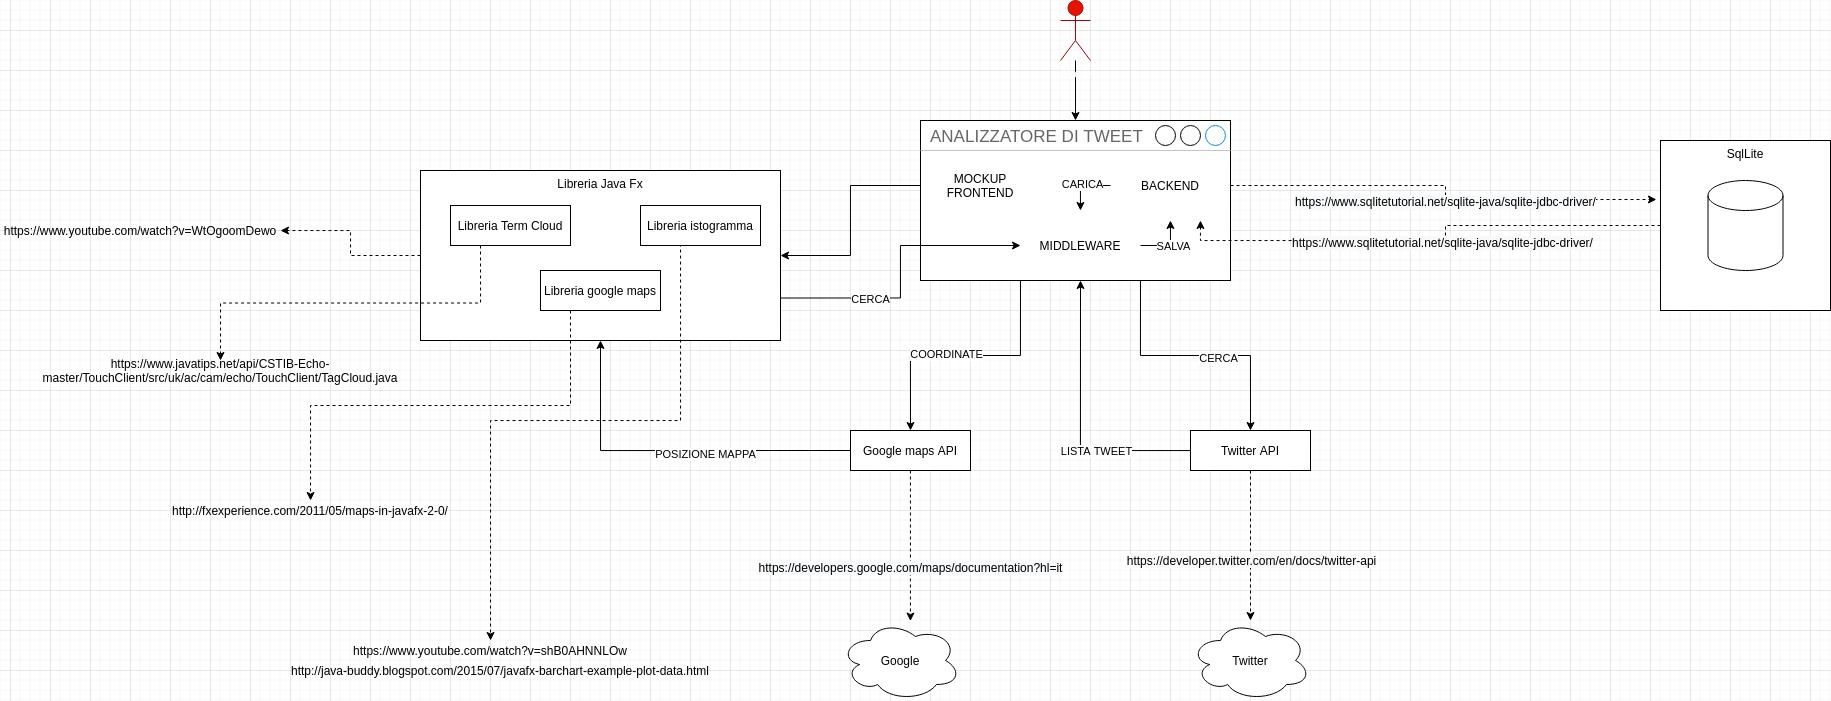 ANALIZZATORE DI TWEET
MOCKUP
FRONTEND
CARICA
BACKEND
MIDDLEWARE
SALVA
SqlLite
https://www.sqlitetutorial.net/sqlite-java/sqlite-jdbc-driver/
https://www.sqlitetutorial.net/sqlite-java/sqlite-jdbc-driver/
Libreria Java Fx
Libreria Term Cloud
Libreria istogramma
Libreria google maps
https://www.youtube.com/watch?v=WtOgoomDewo
CERCA
https://www.javatips.net/api/CSTIB-Echo-
master/TouchClient/src/uk/ac/cam/echo/TouchClient/TagCloud.java
COORDINATE
CERCA
POSIZIONE MAPPA
Google maps API
LISTA TWEET
Twitter API
http://fxexperience.com/2011/05/maps-in-javafx-2-0/
https://developers.google.com/maps/documentation?hl=it
https://developer.twitter.com/en/docs/twitter-api
https://www.youtube.com/watch?v=shB0AHNNLOw
http://java-buddy.blogspot.com/2015/07/javafx-barchart-example-plot-data.html
Google
Twitter